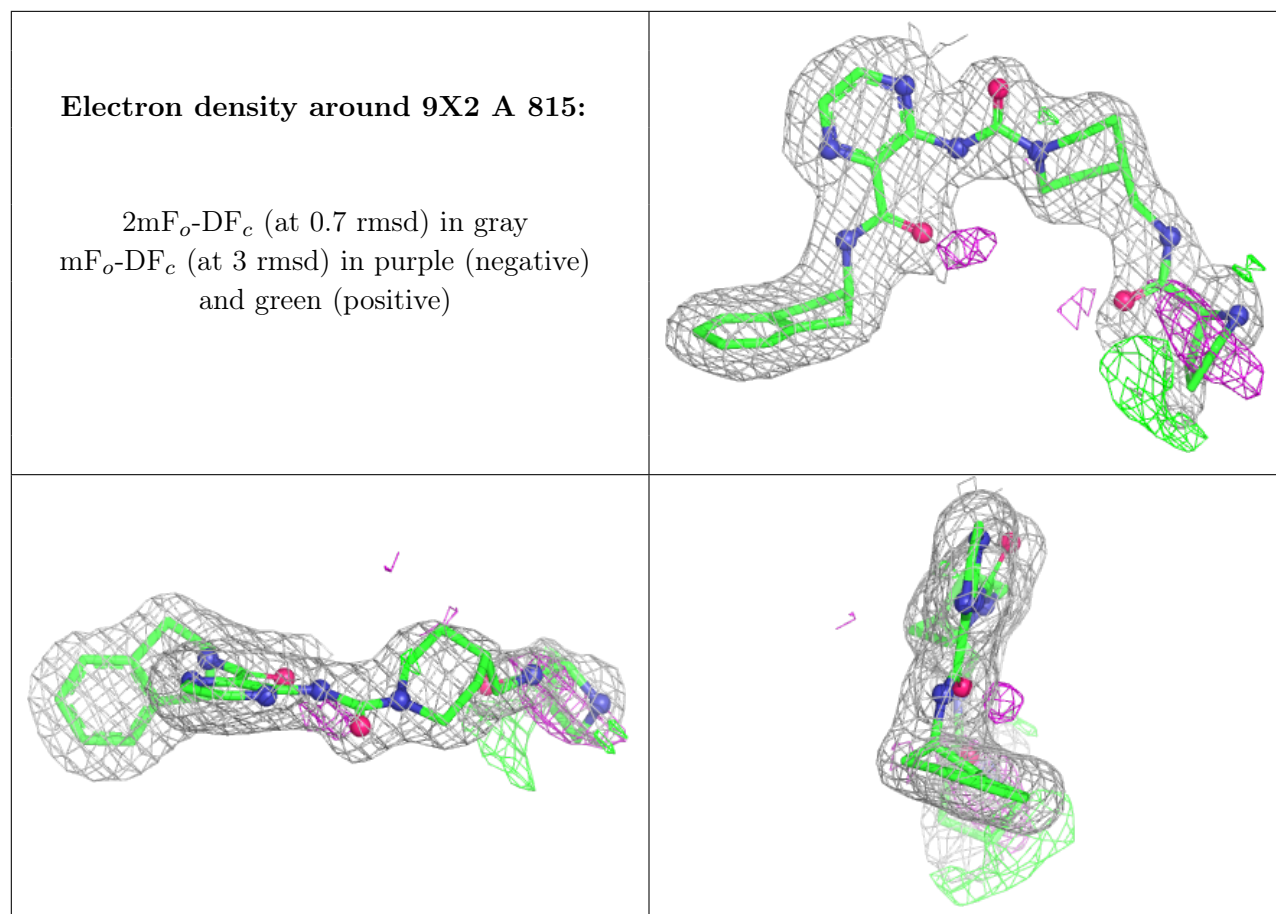 Electron density around 9X2 A 815:
2mFo-DFc (at 0.7 rmsd) in gray
mFo-DFc (at 3 rmsd) in purple (negative)
and green (positive)